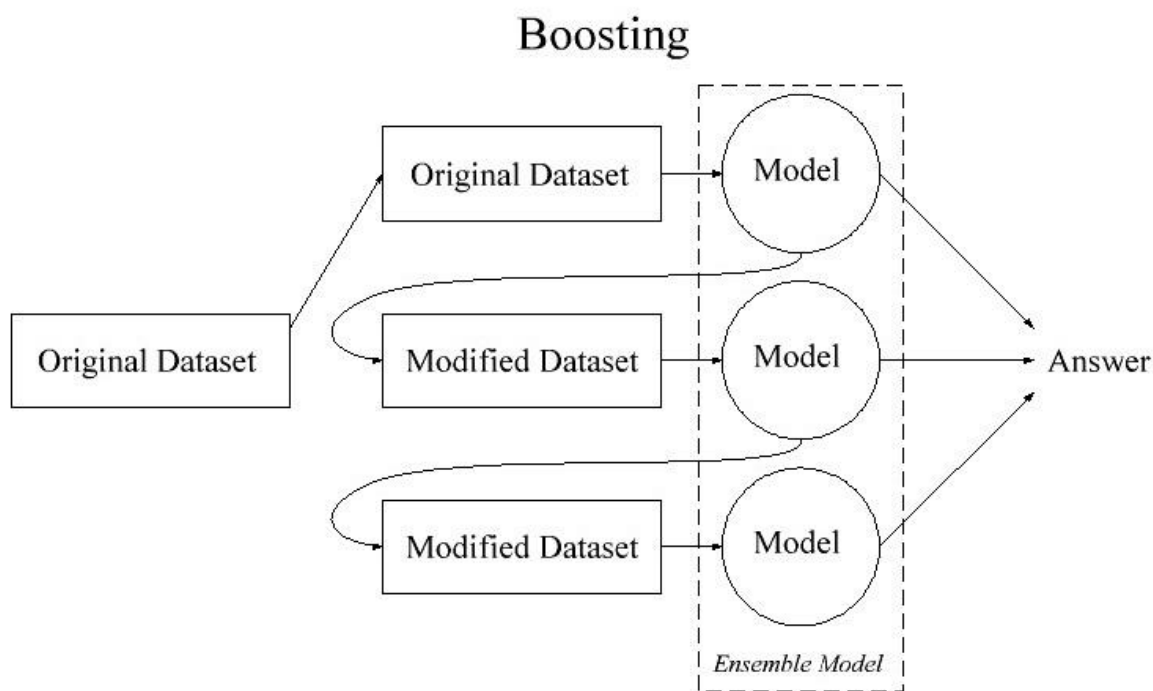 Boosting
Original Dataset
Model
Original Dataset
Modified Dataset
Model
Answer
Modified Dataset
Model
Ensemble Model